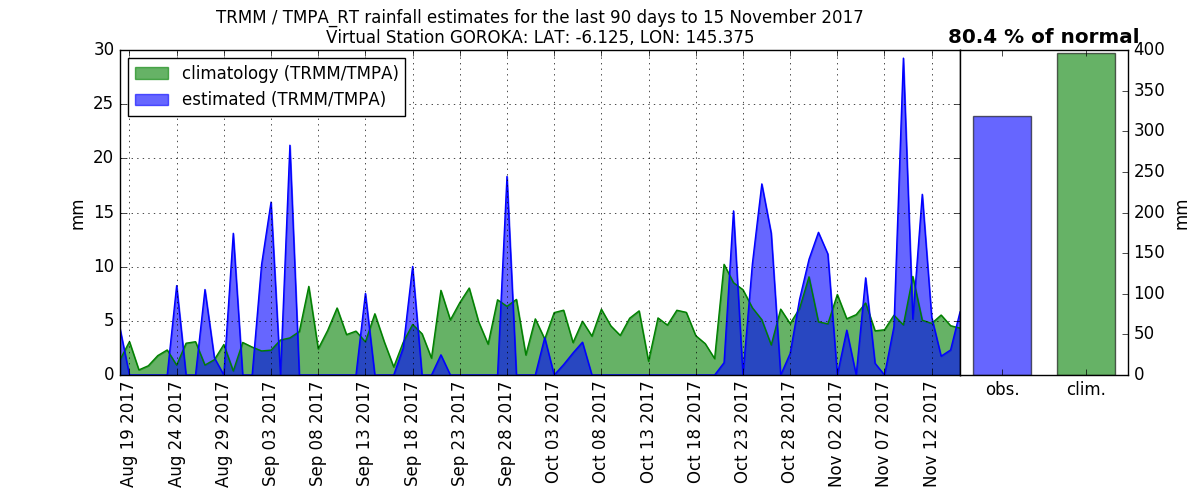 TRMM / TMPA_RT rainfall estimates for the last 90 days to 15 November 2017
Virtual Station GOROKA: LAT: -6.125, LON: 145.375
80.4 % of normal
climatology (TRMM/TMPA)
estimated (TRMM/TMPA)
30
25
20
15
10
5
0
mm
400
350
300
250
200
150
100
50
0
mm
obs.
clim.
Aug 19 2017
Aug 24 2017
Aug 29 2017
Sep 03 2017
Sep 08 2017
Sep 13 2017
Sep 18 2017
Sep 23 2017
Sep 28 2017
Oct 03 2017
Oct 08 2017
Oct 13 2017
Oct 18 2017
Oct 23 2017
Oct 28 2017
Nov 02 2017
Nov 07 2017
Nov 12 2017